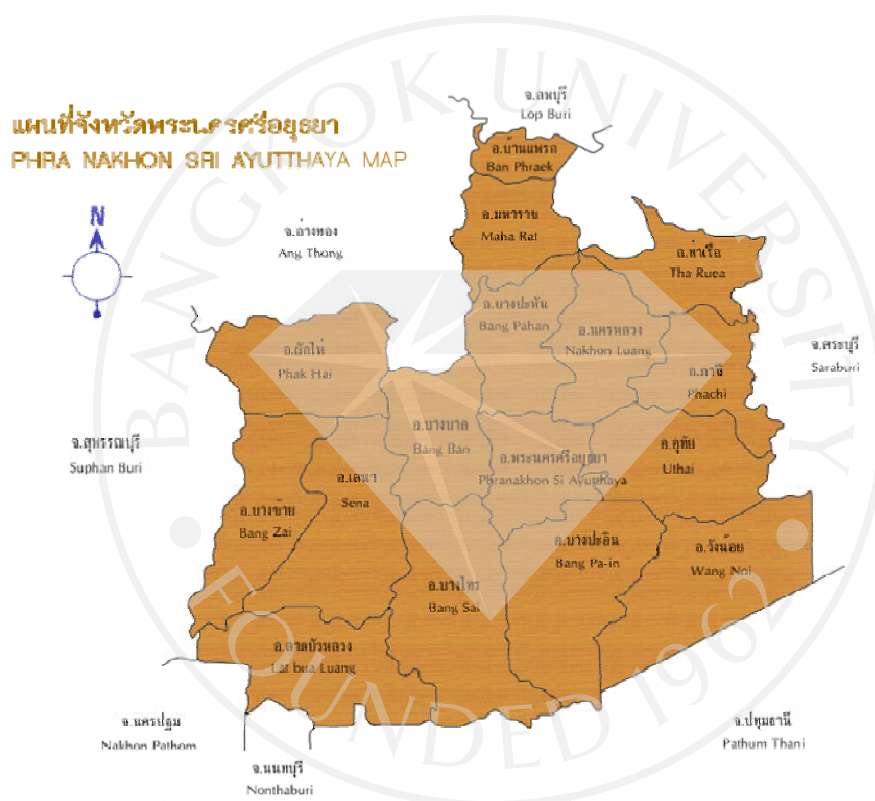 แผนที่จังหวัดพระนครศรีอยุธยา
PHRA NAKHON SRI AYUTTHAYA MAP
N
จ.ลพบุรี
Lop Buri
อ.บ้านแพรก
Ban Phraek
อ.มหาราช
Maha Rat
จ.อ่างทอง
Ang Thong
อ.ท่าเรือ
Tha Ruea
อ.บางปะหัน
Bang Pahan
อ.นครหลวง
Nakhon Luang
อ.ผักไห่
Phak Hai
จ.สระบุรี
Saraburi
อ.ภาชี
Phachi
อ.บางบาล
Bang Ban
จ.สุพรรณบุรี
Suphan Buri
อ.พระนครศรีอยุธยา
Phranakhon Si Ayutthaya
อ.อุทัย
Uthai
อ.เสนา
Sena
อ.บางซ้าย
Bang Zai
อ.บางปะอิน
Bang Pa-in
อ.วังน้อย
Wang Noi
อ.บางไทร
Bang Sai
อ.ลาดบัวหลวง
Lat bua Luang
จ.นครปฐม
Nakhon Pathom
จ.ปทุมธานี
Pathum Thani
จ.นนทบุรี
Nonthaburi
BANGKOK UNIVERSITY
FOUNDED 1962